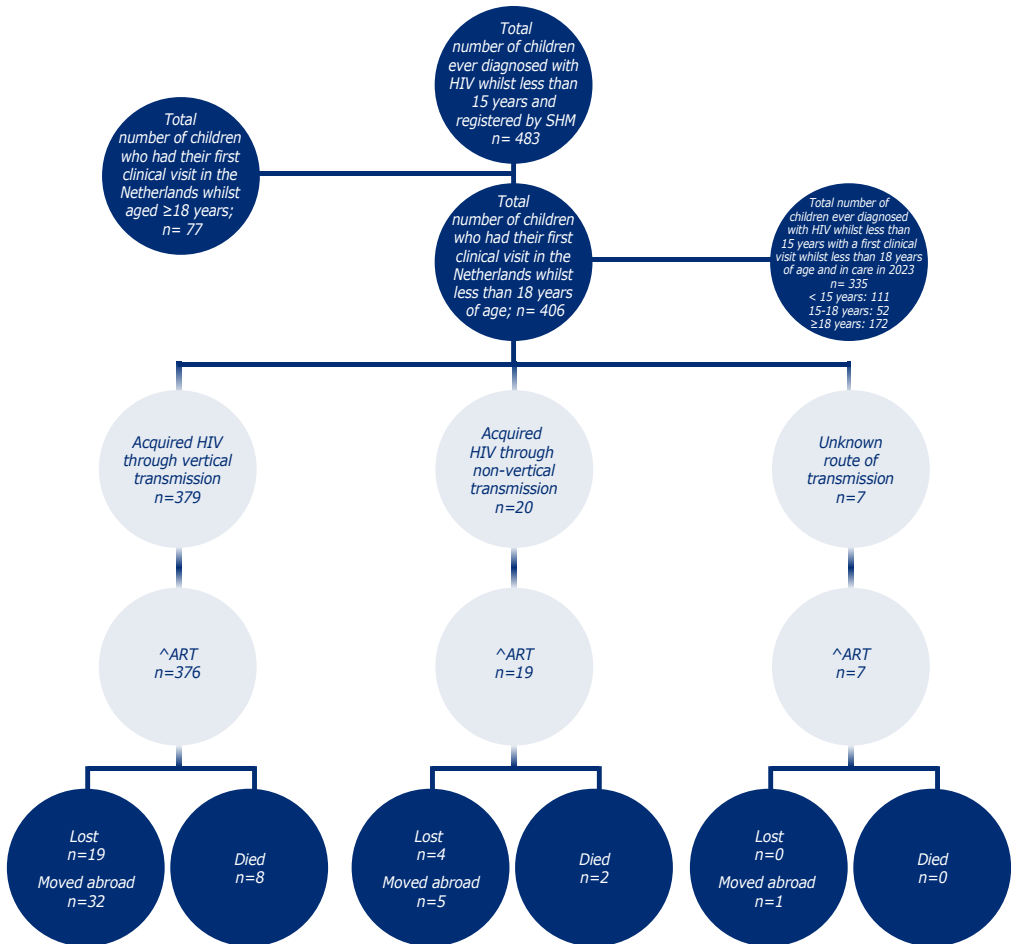 Total
number of children
ever diagnosed with
HIV whilst less than
15 years and
registered by SHM
n= 483
Total
number of children
who had their first
clinical visit in the
Netherlands whilst
aged ≥18 years;
n= 77
Total
number of children
who had their first
clinical visit in the
Netherlands whilst
less than 18 years
of age; n= 406
Total number of
children ever diagnosed
with HIV whilst less than
15 years with a first clinical
visit whilst less than 18 years
of age and in care in 2023
n= 335
< 15 years: 111
15-18 years: 52
≥18 years: 172
Acquired HIV
through vertical
transmission
n=379
Acquired
HIV through
non-vertical
transmission
n=20
Unknown
route of
transmission
n=7
^ART
n=376
^ART
n=19
^ART
n=7
Lost
n=19
Moved abroad
n=32
Died
n=8
Lost
n=4
Moved abroad
n=5
Died
n=2
Lost
n=0
Moved abroad
n=1
Died
n=0